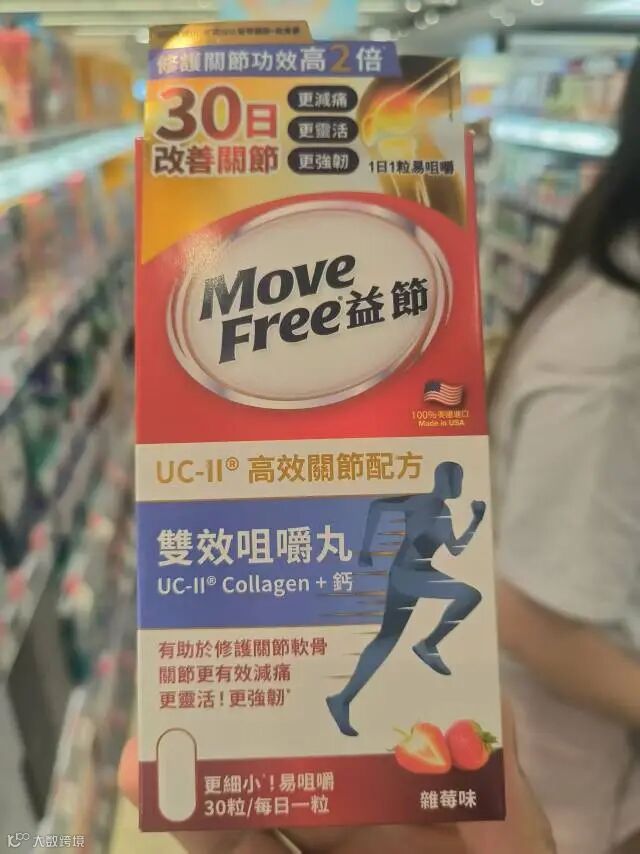 修護關節功效高2倍^
30日
改善關節
更減痛
更靈活
更強韌
1日1粒易咀嚼
Move
Free®益節
100%美國進口
Made in USA
UC-II® 高效關節配方
雙效咀嚼丸
UC-II® Collagen + 鈣
有助於修護關節軟骨
關節更有效減痛
更靈活!更強韌*
更細小^!易咀嚼
30粒/每日一粒
雜莓味
大數跨境